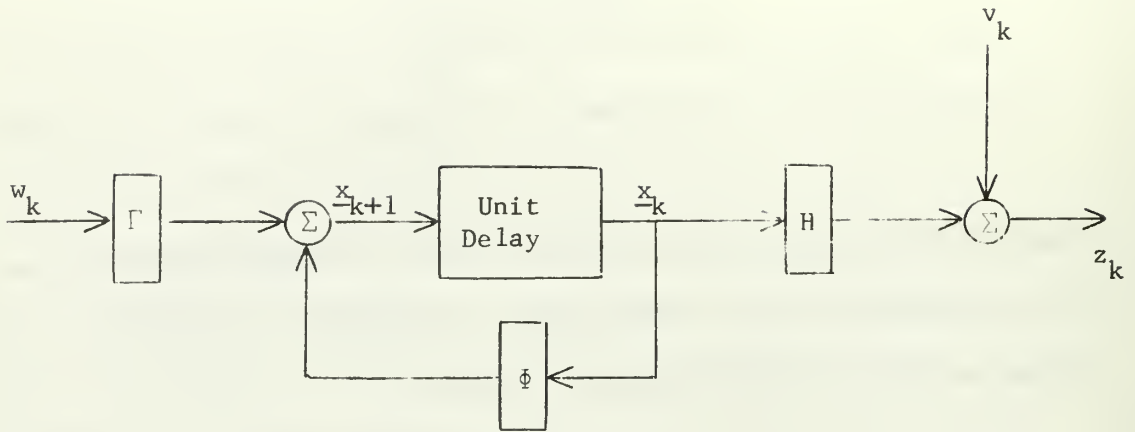 v_k
w_k
Γ
Σ
x_k+1
Unit
Delay
x_k
H
Σ
z_k
Φ